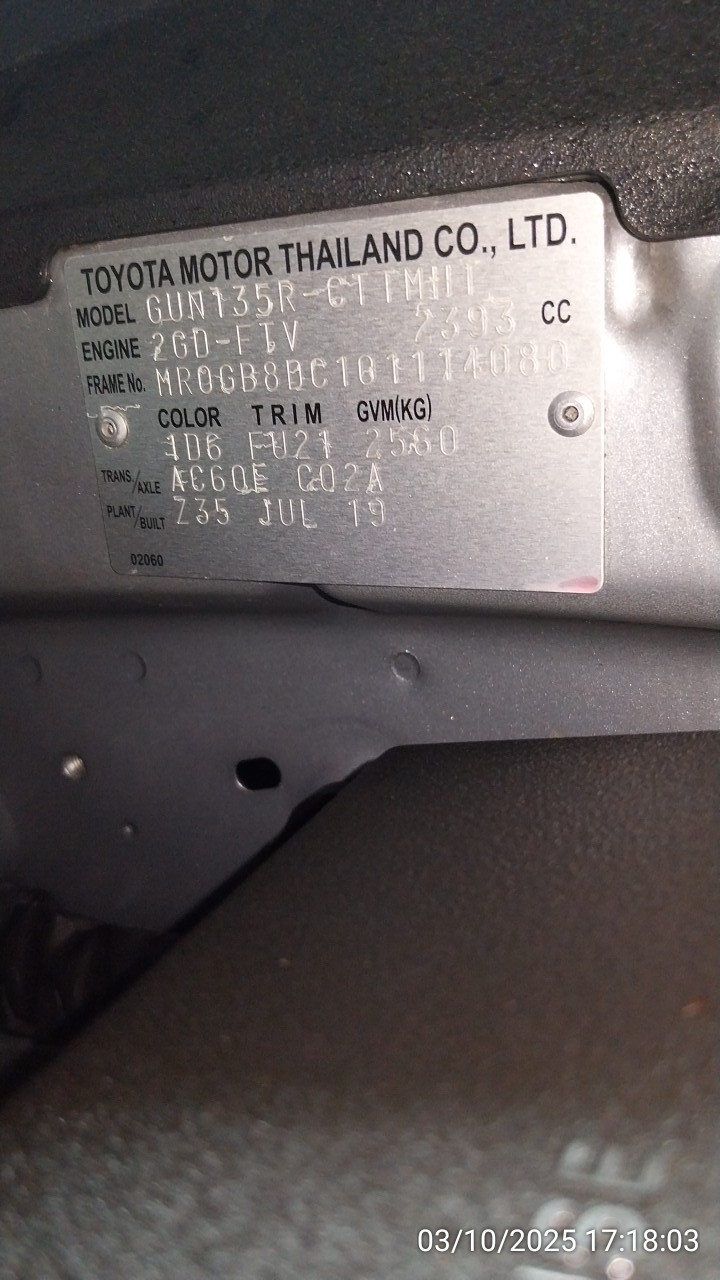 TOYOTA MOTOR THAILAND CO., LTD.
MODEL GUN135R-CTTMHT
ENGINE 2GD-FTV 2393 CC
FRAME No. MR0GB8DC101114080
COLOR TRIM GVM(KG)
1D6 FU21 2560
TRANS./AXLE AC60E G02A
PLANT/BUILT Z35 JUL 19
02060
03/10/2025 17:18:03